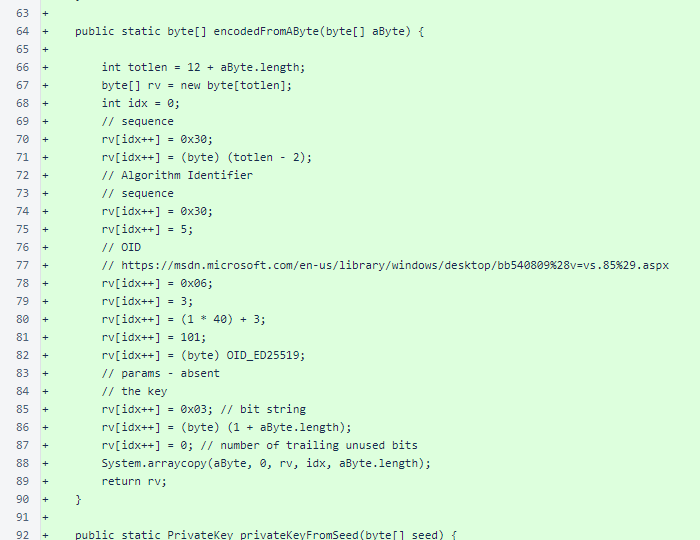 63 +
64 + public static byte[] encodedFromAByte(byte[] aByte) {
65 +
66 + int totlen = 12 + aByte.length;
67 + byte[] rv = new byte[totlen];
68 + int idx = 0;
69 + // sequence
70 + rv[idx++] = 0x30;
71 + rv[idx++] = (byte) (totlen - 2);
72 + // Algorithm Identifier
73 + // sequence
74 + rv[idx++] = 0x30;
75 + rv[idx++] = 5;
76 + // OID
77 + // https://msdn.microsoft.com/en-us/library/windows/desktop/bb540809%28v=vs.85%29.aspx
78 + rv[idx++] = 0x06;
79 + rv[idx++] = 3;
80 + rv[idx++] = (1 * 40) + 3;
81 + rv[idx++] = 101;
82 + rv[idx++] = (byte) OID_ED25519;
83 + // params - absent
84 + // the key
85 + rv[idx++] = 0x03; // bit string
86 + rv[idx++] = (byte) (1 + aByte.length);
87 + rv[idx++] = 0; // number of trailing unused bits
88 + System.arraycopy(aByte, 0, rv, idx, aByte.length);
89 + return rv;
90 + }
91 +
92 + public static PrivateKey privateKeyFromSeed(byte[] seed) {